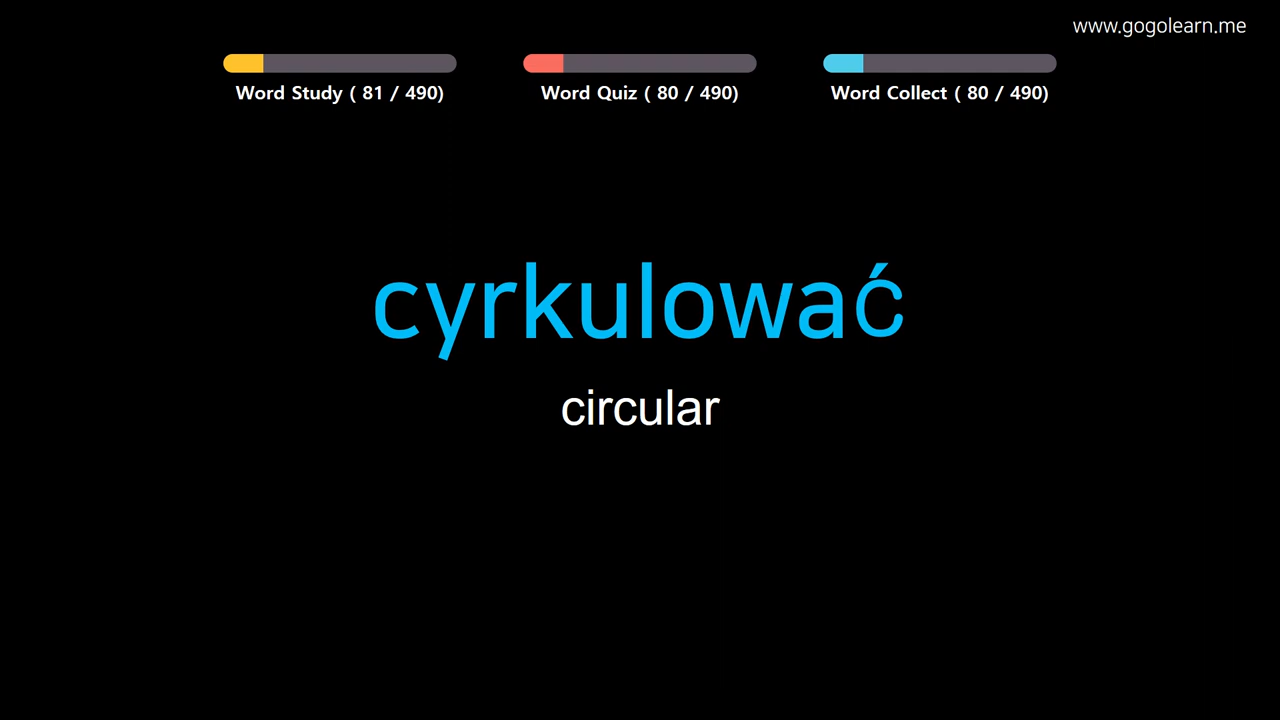 www.gogolearn.me
Word Study ( 81 / 490)
Word Quiz ( 80 / 490)
Word Collect ( 80 / 490)
cyrkulować
circular